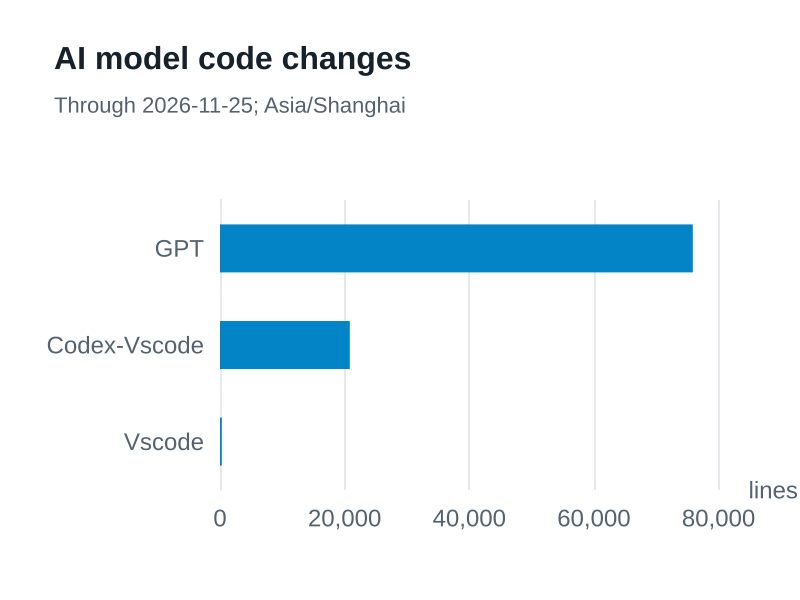 AI model code changes
Through 2026-11-25; Asia/Shanghai
GPT
Codex-Vscode
Vscode
lines
0 20,000 40,000 60,000 80,000